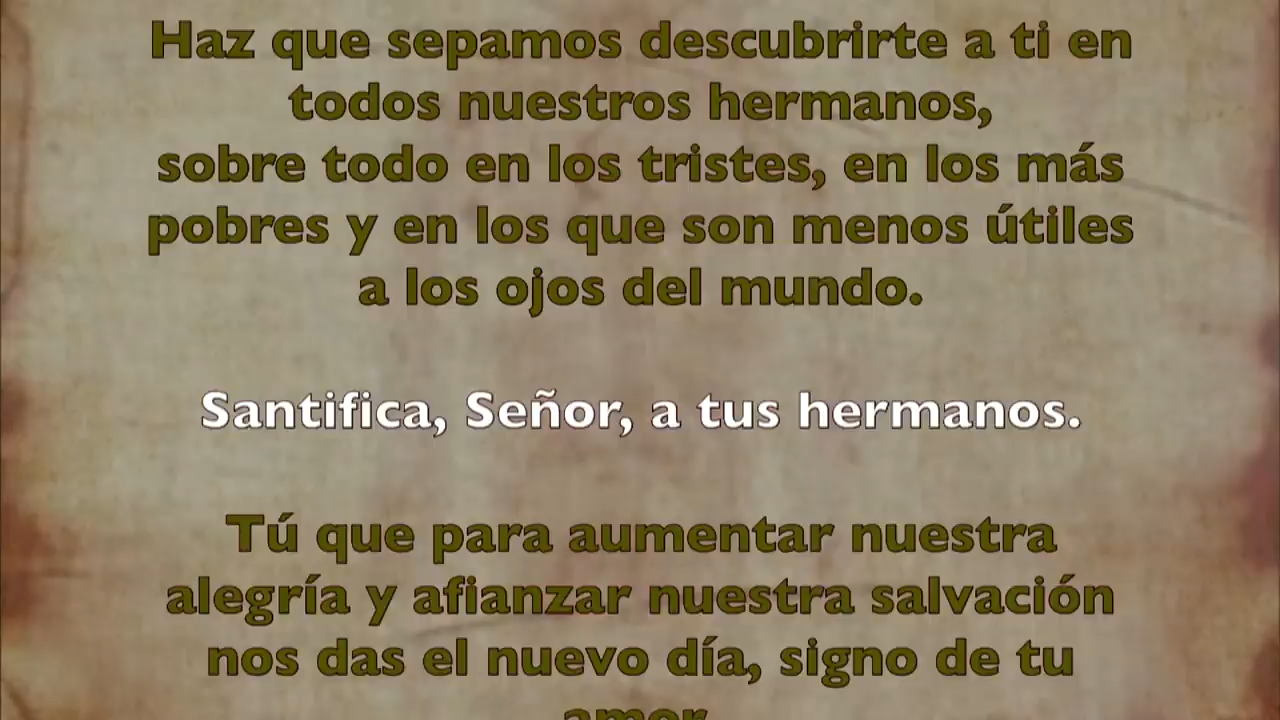 Haz que sepamos descubrirte a ti en
todos nuestros hermanos,
sobre todo en los tristes, en los más
pobres y en los que son menos útiles
a los ojos del mundo.
Santifica, Señor, a tus hermanos.
Tú que para aumentar nuestra
alegría y afianzar nuestra salvación
nos das el nuevo día, signo de tu
amor